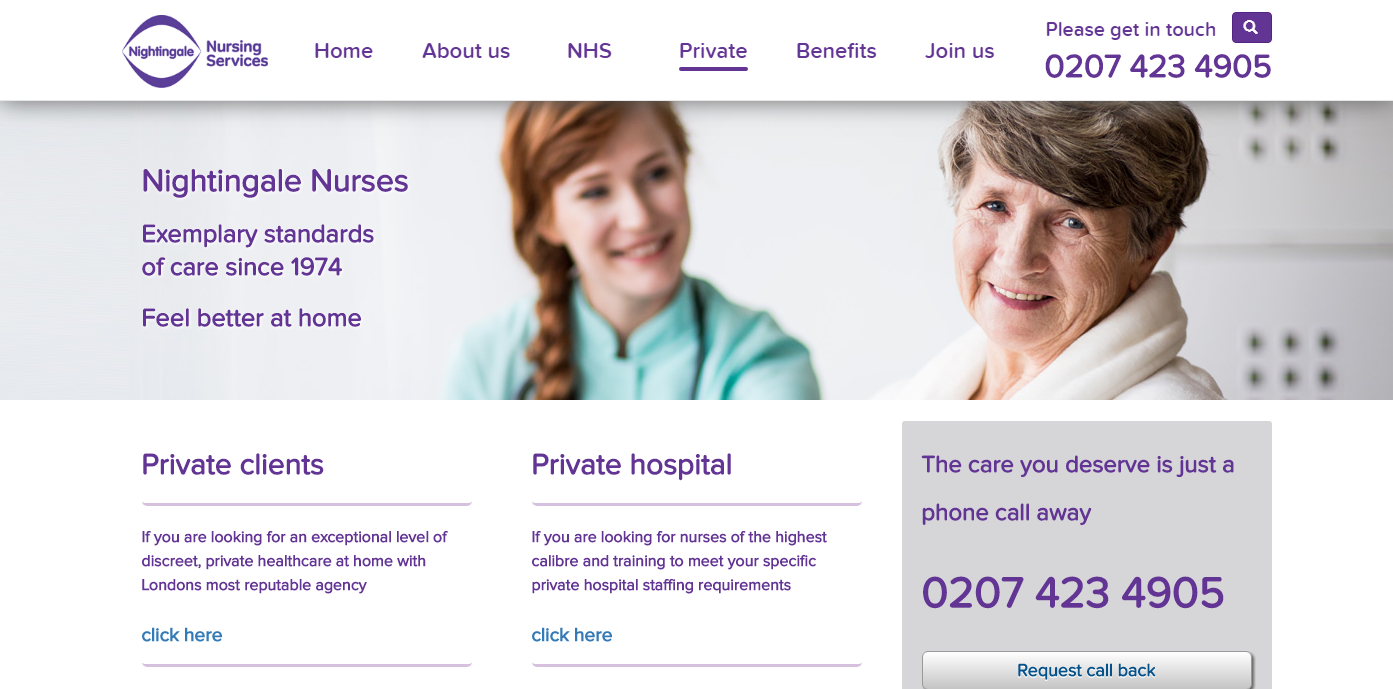 Nightingale Nursing
Services
Home About us NHS Private Benefits Join us
Please get in touch
0207 423 4905
Nightingale Nurses
Exemplary standards
of care since 1974
Feel better at home
Private clients
If you are looking for an exceptional level of
discreet, private healthcare at home with
Londons most reputable agency
click here
Private hospital
If you are looking for nurses of the highest
calibre and training to meet your specific
private hospital staffing requirements
click here
The care you deserve is just a
phone call away
0207 423 4905
Request call back